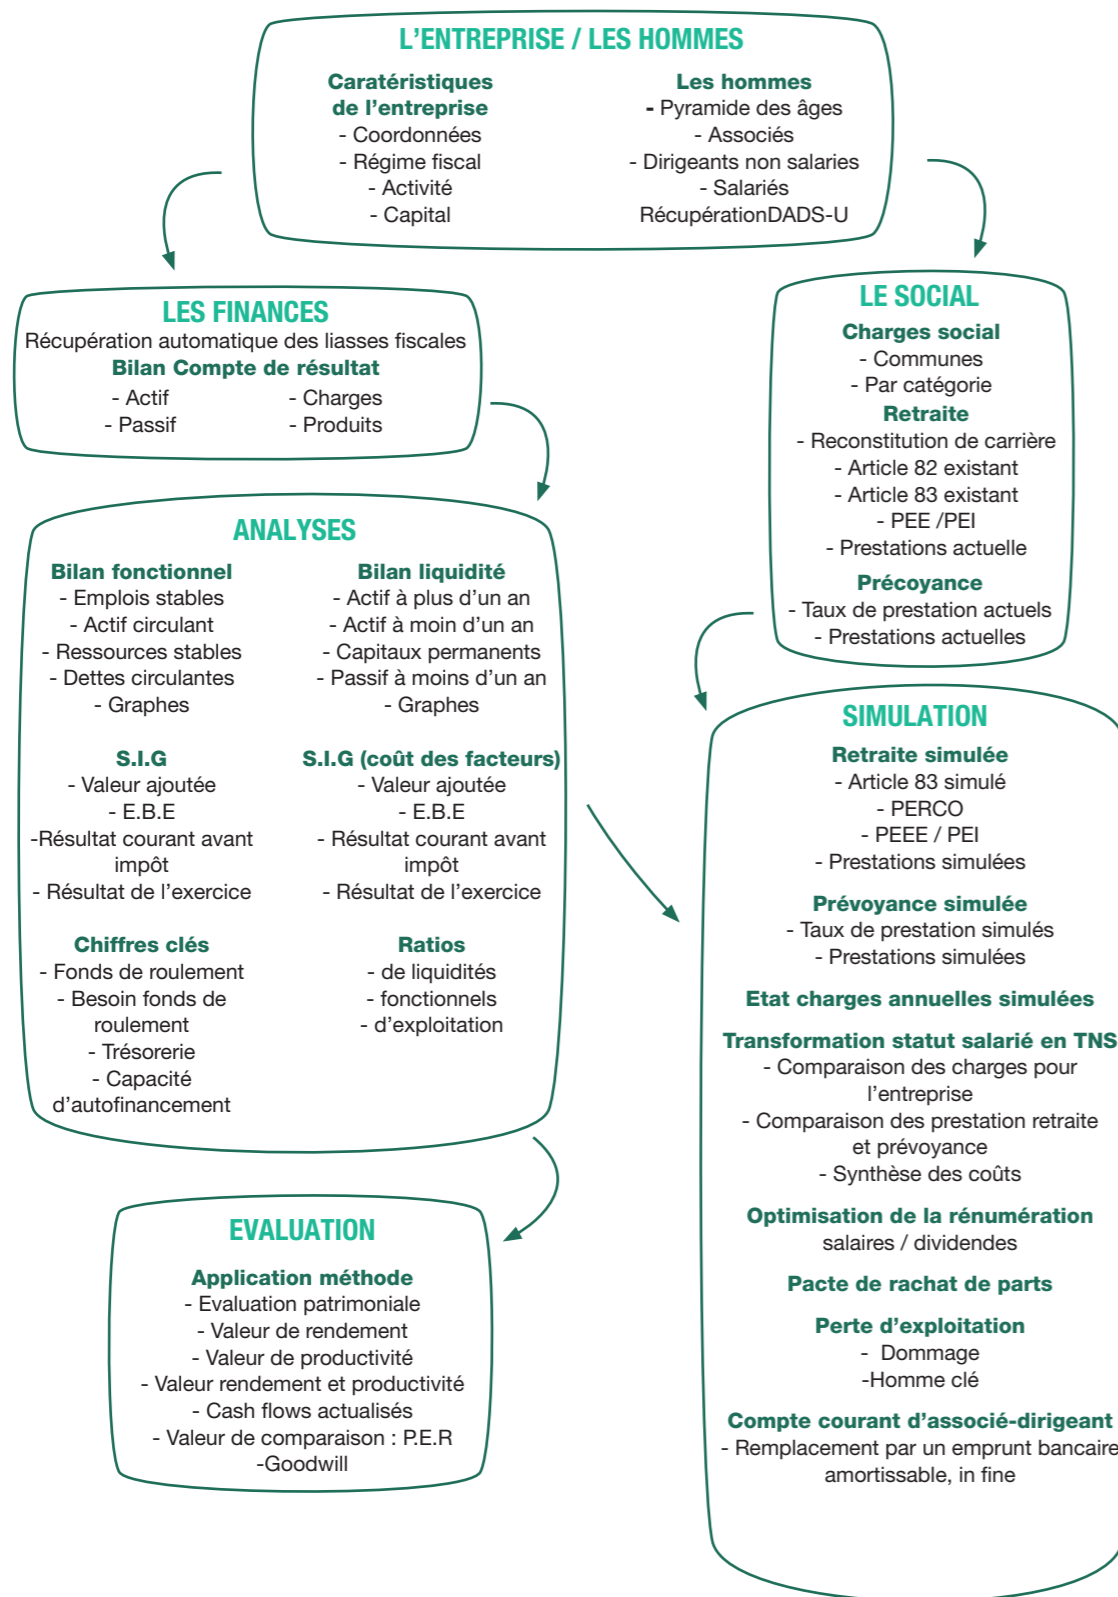 L'ENTREPRISE / LES HOMMES
Caratéristiques
de l'entreprise
- Coordonnées
- Régime fiscal
- Activité
- Capital
Les hommes
- Pyramide des âges
- Associés
- Dirigeants non salaries
- Salariés
RécupérationDADS-U
LES FINANCES
Récupération automatique des liasses fiscales
Bilan Compte de résultat
- Actif
- Passif
- Charges
- Produits
LE SOCIAL
Charges social
- Communes
- Par catégorie
Retraite
- Reconstitution de carrière
- Article 82 existant
- Article 83 existant
- PEE /PEI
- Prestations actuelle
Précoyance
- Taux de prestation actuels
- Prestations actuelles
ANALYSES
Bilan fonctionnel
- Emplois stables
- Actif circulant
- Ressources stables
- Dettes circulantes
- Graphes
Bilan liquidité
- Actif à plus d'un an
- Actif à moin d'un an
- Capitaux permanents
- Passif à moins d'un an
- Graphes
S.I.G
- Valeur ajoutée
- E.B.E
-Résultat courant avant
impôt
- Résultat de l'exercice
S.I.G (coût des facteurs)
- Valeur ajoutée
- E.B.E
- Résultat courant avant
impôt
- Résultat de l'exercice
Chiffres clés
- Fonds de roulement
- Besoin fonds de
roulement
- Trésorerie
- Capacité
d'autofinancement
Ratios
- de liquidités
- fonctionnels
- d'exploitation
EVALUATION
Application méthode
- Evaluation patrimoniale
- Valeur de rendement
- Valeur de productivité
- Valeur rendement et productivité
- Cash flows actualisés
- Valeur de comparaison : P.E.R
-Goodwill
SIMULATION
Retraite simulée
- Article 83 simulé
- PERCO
- PEEE / PEI
- Prestations simulées
Prévoyance simulée
- Taux de prestation simulés
- Prestations simulées
Etat charges annuelles simulées
Transformation statut salarié en TNS
- Comparaison des charges pour
l'entreprise
- Comparaison des prestation retraite
et prévoyance
- Synthèse des coûts
Optimisation de la rénumération
salaires / dividendes
Pacte de rachat de parts
Perte d'exploitation
- Dommage
-Homme clé
Compte courant d'associé-dirigeant
- Remplacement par un emprunt bancaire
amortissable, in fine